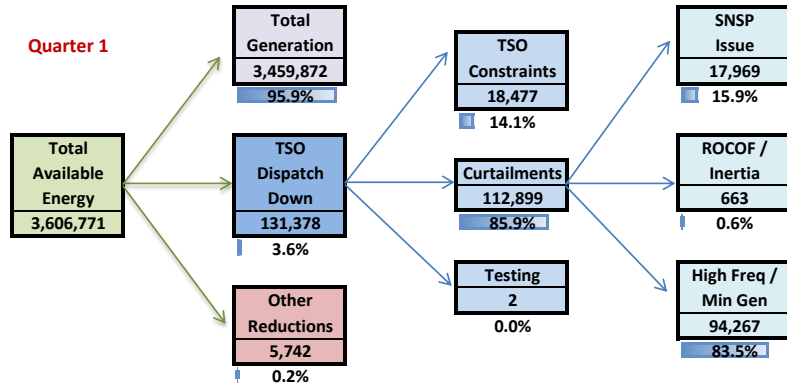 Quarter 1
Total
Generation
3,459,872
95.9%
Total
Available
Energy
3,606,771
TSO
Dispatch
Down
131,378
3.6%
Other
Reductions
5,742
0.2%
TSO
Constraints
18,477
14.1%
Curtailments
112,899
85.9%
Testing
2
0.0%
SNSP
Issue
17,969
15.9%
ROCOF /
Inertia
663
0.6%
High Freq /
Min Gen
94,267
83.5%